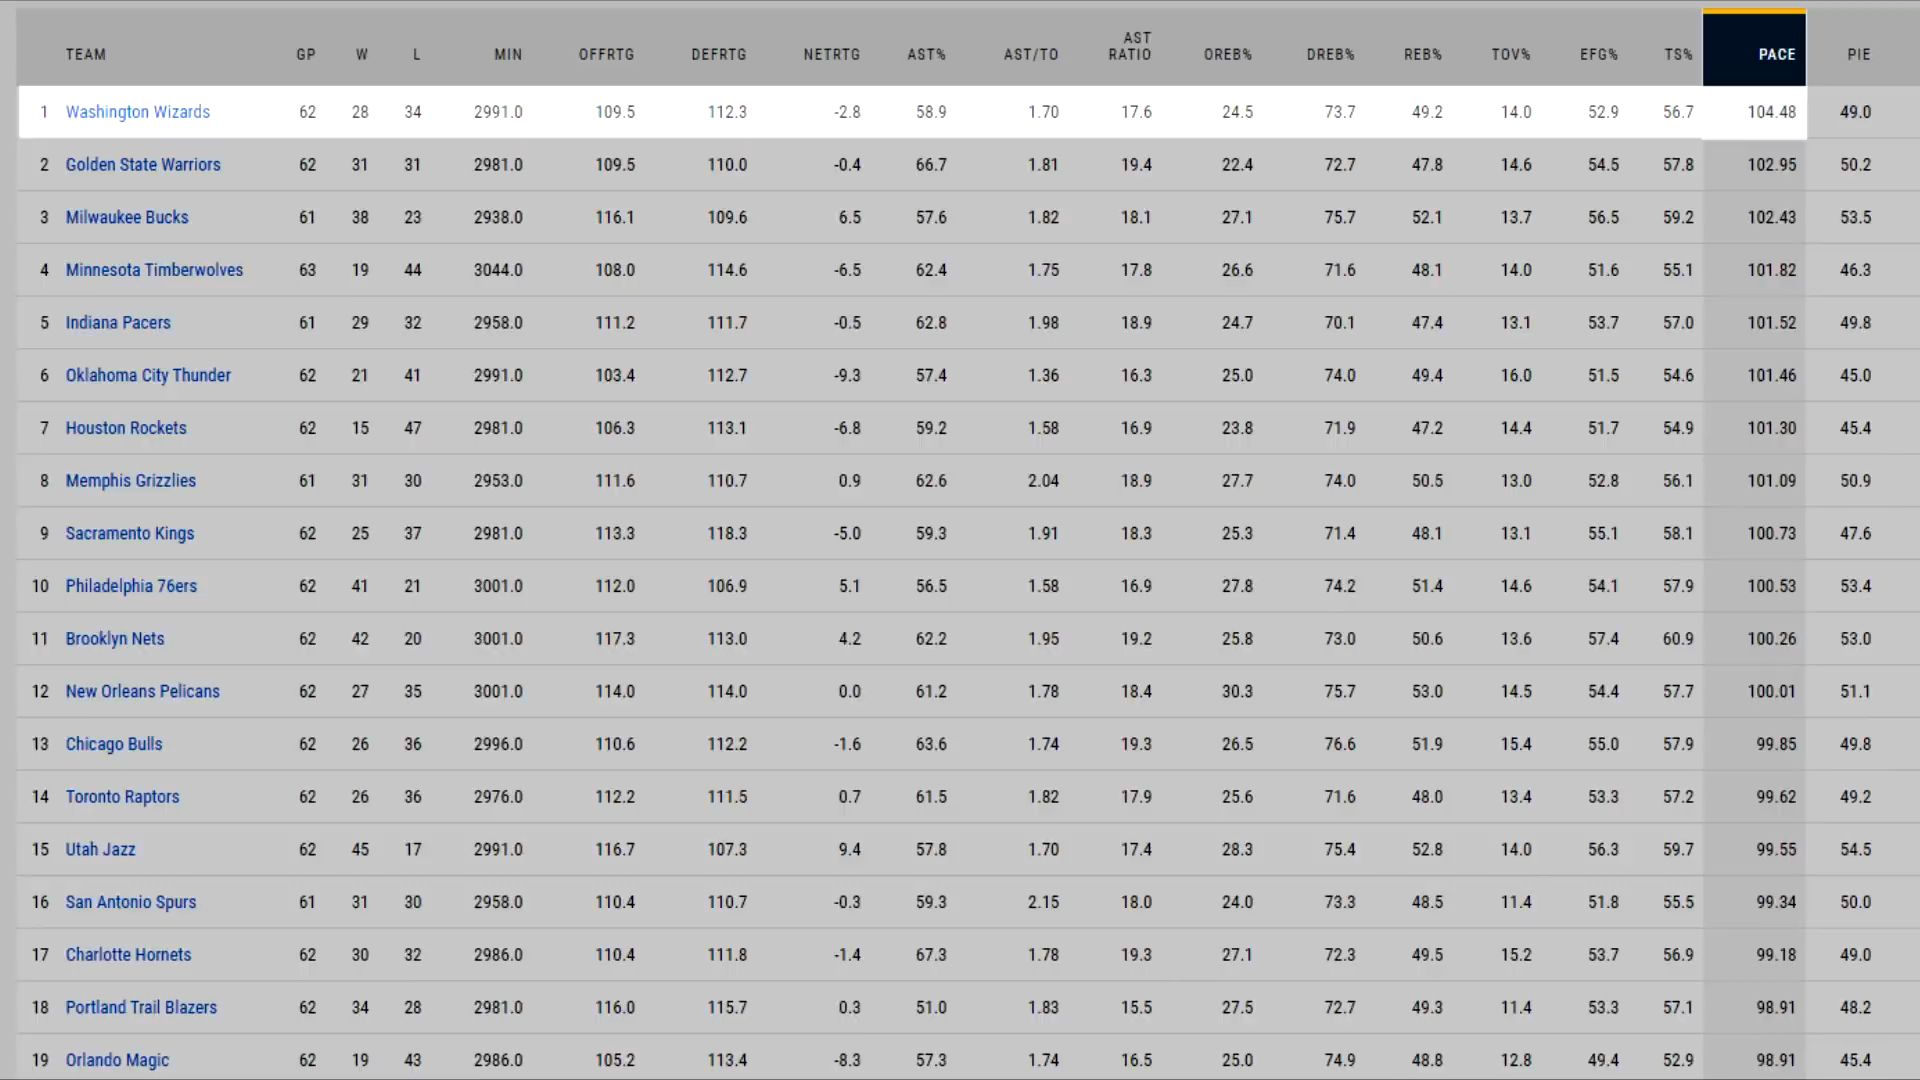 TEAM GP W L MIN OFFRTG DEFRTG NETRTG AST% AST/TO AST RATIO OREB% DREB% REB% TOV% EFG% TS% PACE PIE
1 Washington Wizards 62 28 34 2991.0 109.5 112.3 -2.8 58.9 1.70 17.6 24.5 73.7 49.2 14.0 52.9 56.7 104.48 49.0
2 Golden State Warriors 62 31 31 2981.0 109.5 110.0 -0.4 66.7 1.81 19.4 22.4 72.7 47.8 14.6 54.5 57.8 102.95 50.2
3 Milwaukee Bucks 61 38 23 2938.0 116.1 109.6 6.5 57.6 1.82 18.1 27.1 75.7 52.1 13.7 56.5 59.2 102.43 53.5
4 Minnesota Timberwolves 63 19 44 3044.0 108.0 114.6 -6.5 62.4 1.75 17.8 26.6 71.6 48.1 14.0 51.6 55.1 101.82 46.3
5 Indiana Pacers 61 29 32 2958.0 111.2 111.7 -0.5 62.8 1.98 18.9 24.7 70.1 47.4 13.1 53.7 57.0 101.52 49.8
6 Oklahoma City Thunder 62 21 41 2991.0 103.4 112.7 -9.3 57.4 1.36 16.3 25.0 74.0 49.4 16.0 51.5 54.6 101.46 45.0
7 Houston Rockets 62 15 47 2981.0 106.3 113.1 -6.8 59.2 1.58 16.9 23.8 71.9 47.2 14.4 51.7 54.9 101.30 45.4
8 Memphis Grizzlies 61 31 30 2953.0 111.6 110.7 0.9 62.6 2.04 18.9 27.7 74.0 50.5 13.0 52.8 56.1 101.09 50.9
9 Sacramento Kings 62 25 37 2981.0 113.3 118.3 -5.0 59.3 1.91 18.3 25.3 71.4 48.1 13.1 55.1 58.1 100.73 47.6
10 Philadelphia 76ers 62 41 21 3001.0 112.0 106.9 5.1 56.5 1.58 16.9 27.8 74.2 51.4 14.6 54.1 57.9 100.53 53.4
11 Brooklyn Nets 62 42 20 3001.0 117.3 113.0 4.2 62.2 1.95 19.2 25.8 73.0 50.6 13.6 57.4 60.9 100.26 53.0
12 New Orleans Pelicans 62 27 35 3001.0 114.0 114.0 0.0 61.2 1.78 18.4 30.3 75.7 53.0 14.5 54.4 57.7 100.01 51.1
13 Chicago Bulls 62 26 36 2996.0 110.6 112.2 -1.6 63.6 1.74 19.3 26.5 76.6 51.9 15.4 55.0 57.9 99.85 49.8
14 Toronto Raptors 62 26 36 2976.0 112.2 111.5 0.7 61.5 1.82 17.9 25.6 71.6 48.0 13.4 53.3 57.2 99.62 49.2
15 Utah Jazz 62 45 17 2991.0 116.7 107.3 9.4 57.8 1.70 17.4 28.3 75.4 52.8 14.0 56.3 59.7 99.55 54.5
16 San Antonio Spurs 61 31 30 2958.0 110.4 110.7 -0.3 59.3 2.15 18.0 24.0 73.3 48.5 11.4 51.8 55.5 99.34 50.0
17 Charlotte Hornets 62 30 32 2986.0 110.4 111.8 -1.4 67.3 1.78 19.3 27.1 72.3 49.5 15.2 53.7 56.9 99.18 49.0
18 Portland Trail Blazers 62 34 28 2981.0 116.0 115.7 0.3 51.0 1.83 15.5 27.5 72.7 49.3 11.4 53.3 57.1 98.91 48.2
19 Orlando Magic 62 19 43 2986.0 105.2 113.4 -8.3 57.3 1.74 16.5 25.0 74.9 48.8 12.8 49.4 52.9 98.91 45.4